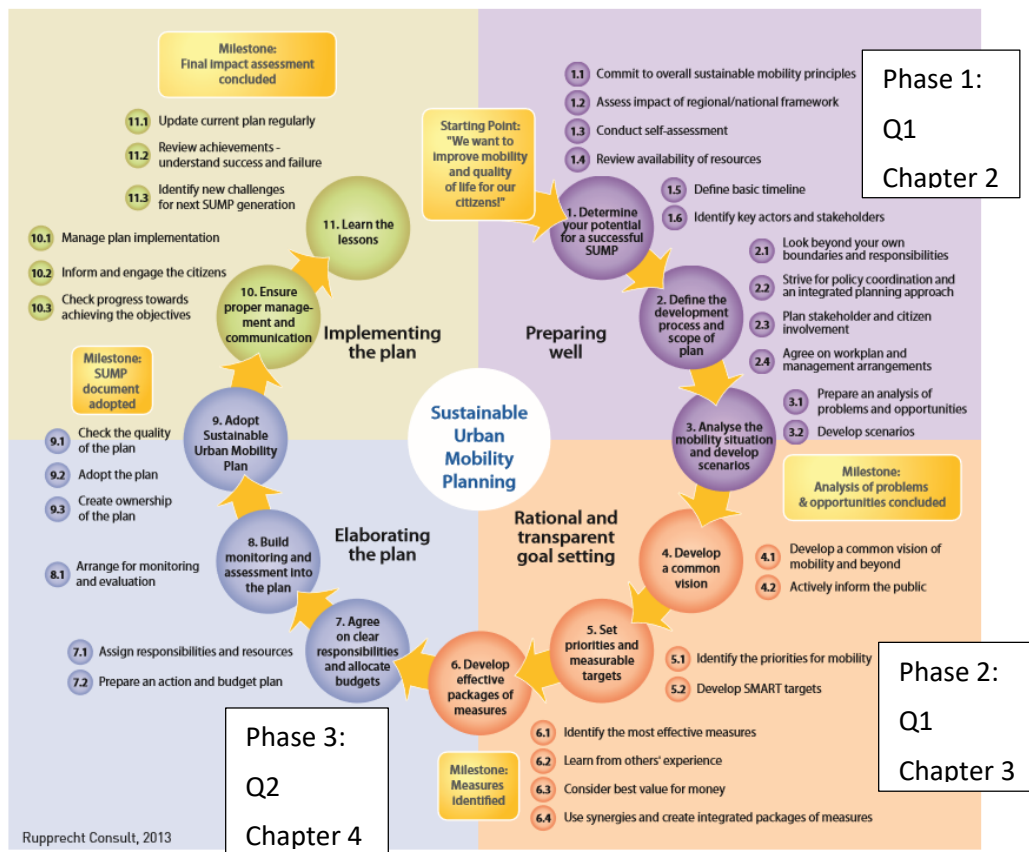 Milestone:
Final impact assessment
concluded
11.1 Update current plan regularly
11.2 Review achievements -
understand success and failure
11.3 Identify new challenges
for next SUMP generation
10.1 Manage plan implementation
10.2 Inform and engage the citizens
10.3 Check progress towards
achieving the objectives
11. Learn the
lessons
10. Ensure
proper manage-
ment and
communication
Implementing
the plan
Starting Point:
"We want to
improve mobility
and quality
of life for our
citizens!"
1.1 Commit to overall sustainable mobility principles
1.2 Assess impact of regional/national framework
1.3 Conduct self-assessment
1.4 Review availability of resources
1.5 Define basic timeline
1.6 Identify key actors and stakeholders
Phase 1:
Q1
Chapter 2
1. Determine
your potential
for a successful
SUMP
2.1 Look beyond your own
boundaries and responsibilities
2.2 Strive for policy coordination and
an integrated planning approach
2.3 Plan stakeholder and citizen
involvement
2.4 Agree on workplan and
management arrangements
2. Define the
development
process and
scope of
plan
Preparing
well
3.1 Prepare an analysis of
problems and opportunities
3.2 Develop scenarios
3. Analyse the
mobility situation
and develop
scenarios
Milestone:
Analysis of problems
& opportunities concluded
Sustainable
Urban
Mobility
Planning
Milestone:
SUMP
document
adopted
9. Adopt
Sustainable
Urban Mobility
Plan
9.1 Check the quality
of the plan
9.2 Adopt the plan
9.3 Create ownership
of the plan
Elaborating
the plan
8. Build
monitoring and
assessment into
the plan
8.1 Arrange for monitoring
and evaluation
7. Agree
on clear
responsibilities
and allocate
budgets
7.1 Assign responsibilities and resources
7.2 Prepare an action and budget plan
Rational and
transparent
goal setting
4. Develop
a common
vision
4.1 Develop a common vision of
mobility and beyond
4.2 Actively inform the public
5. Set
priorities and
measurable
targets
5.1 Identify the priorities for mobility
5.2 Develop SMART targets
Phase 2:
Q1
Chapter 3
6. Develop
effective
packages of
measures
6.1 Identify the most effective measures
6.2 Learn from others' experience
6.3 Consider best value for money
6.4 Use synergies and create integrated packages of measures
Milestone:
Measures
identified
Phase 3:
Q2
Chapter 4
Rupprecht Consult, 2013